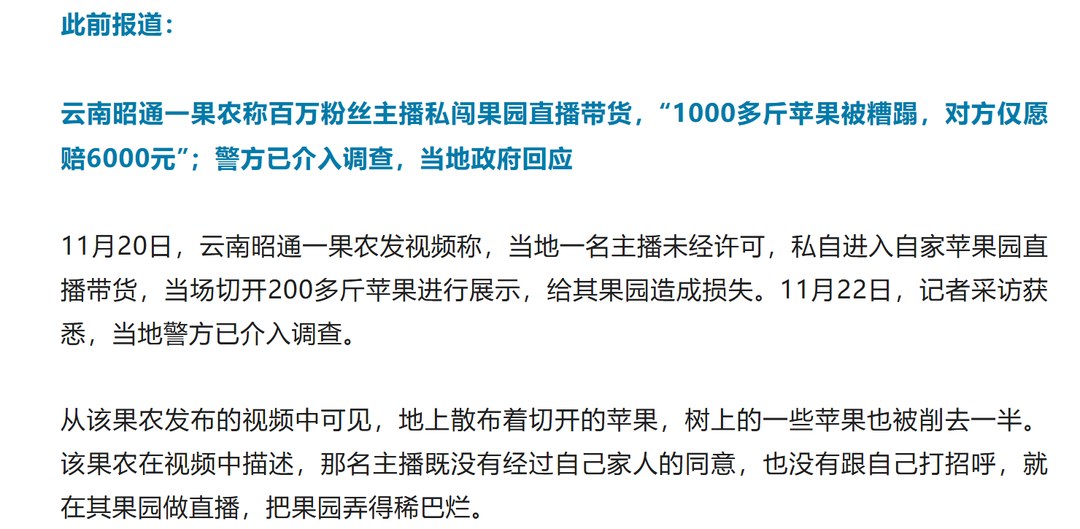 此前报道：
云南昭通一果农称百万粉丝主播私闯果园直播带货，“1000多斤苹果被糟蹋，对方仅愿
赔6000元”；警方已介入调查，当地政府回应
11月20日，云南昭通一果农发视频称，当地一名主播未经许可，私自进入自家苹果园直
播带货，当场切开200多斤苹果进行展示，给其果园造成损失。11月22日，记者采访获
悉，当地警方已介入调查。
从该果农发布的视频中可见，地上散布着切开的苹果，树上的一些苹果也被削去一半。
该果农在视频中描述，那名主播既没有经过自己家人的同意，也没有跟自己打招呼，就
在其果园做直播，把果园弄得稀巴烂。